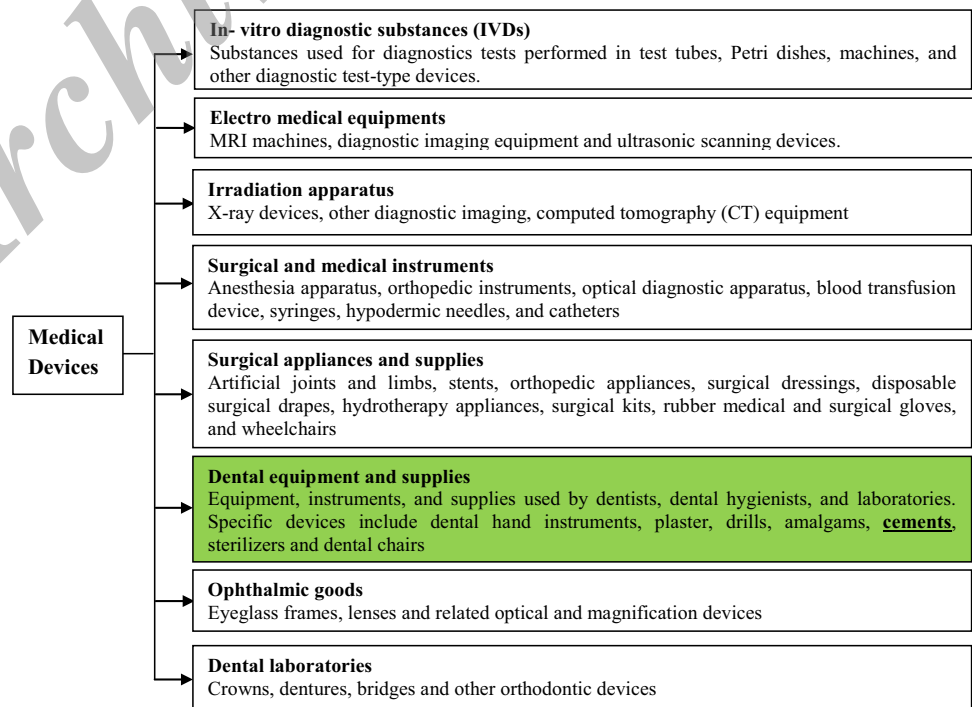 In- vitro diagnostic substances (IVDs)
Substances used for diagnostics tests performed in test tubes, Petri dishes, machines, and
other diagnostic test-type devices.
Electro medical equipments
MRI machines, diagnostic imaging equipment and ultrasonic scanning devices.
Irradiation apparatus
X-ray devices, other diagnostic imaging, computed tomography (CT) equipment
Surgical and medical instruments
Anesthesia apparatus, orthopedic instruments, optical diagnostic apparatus, blood transfusion
device, syringes, hypodermic needles, and catheters
Medical
Devices
Surgical appliances and supplies
Artificial joints and limbs, stents, orthopedic appliances, surgical dressings, disposable
surgical drapes, hydrotherapy appliances, surgical kits, rubber medical and surgical gloves,
and wheelchairs
Dental equipment and supplies
Equipment, instruments, and supplies used by dentists, dental hygienists, and laboratories.
Specific devices include dental hand instruments, plaster, drills, amalgams, cements,
sterilizers and dental chairs
Ophthalmic goods
Eyeglass frames, lenses and related optical and magnification devices
Dental laboratories
Crowns, dentures, bridges and other orthodontic devices